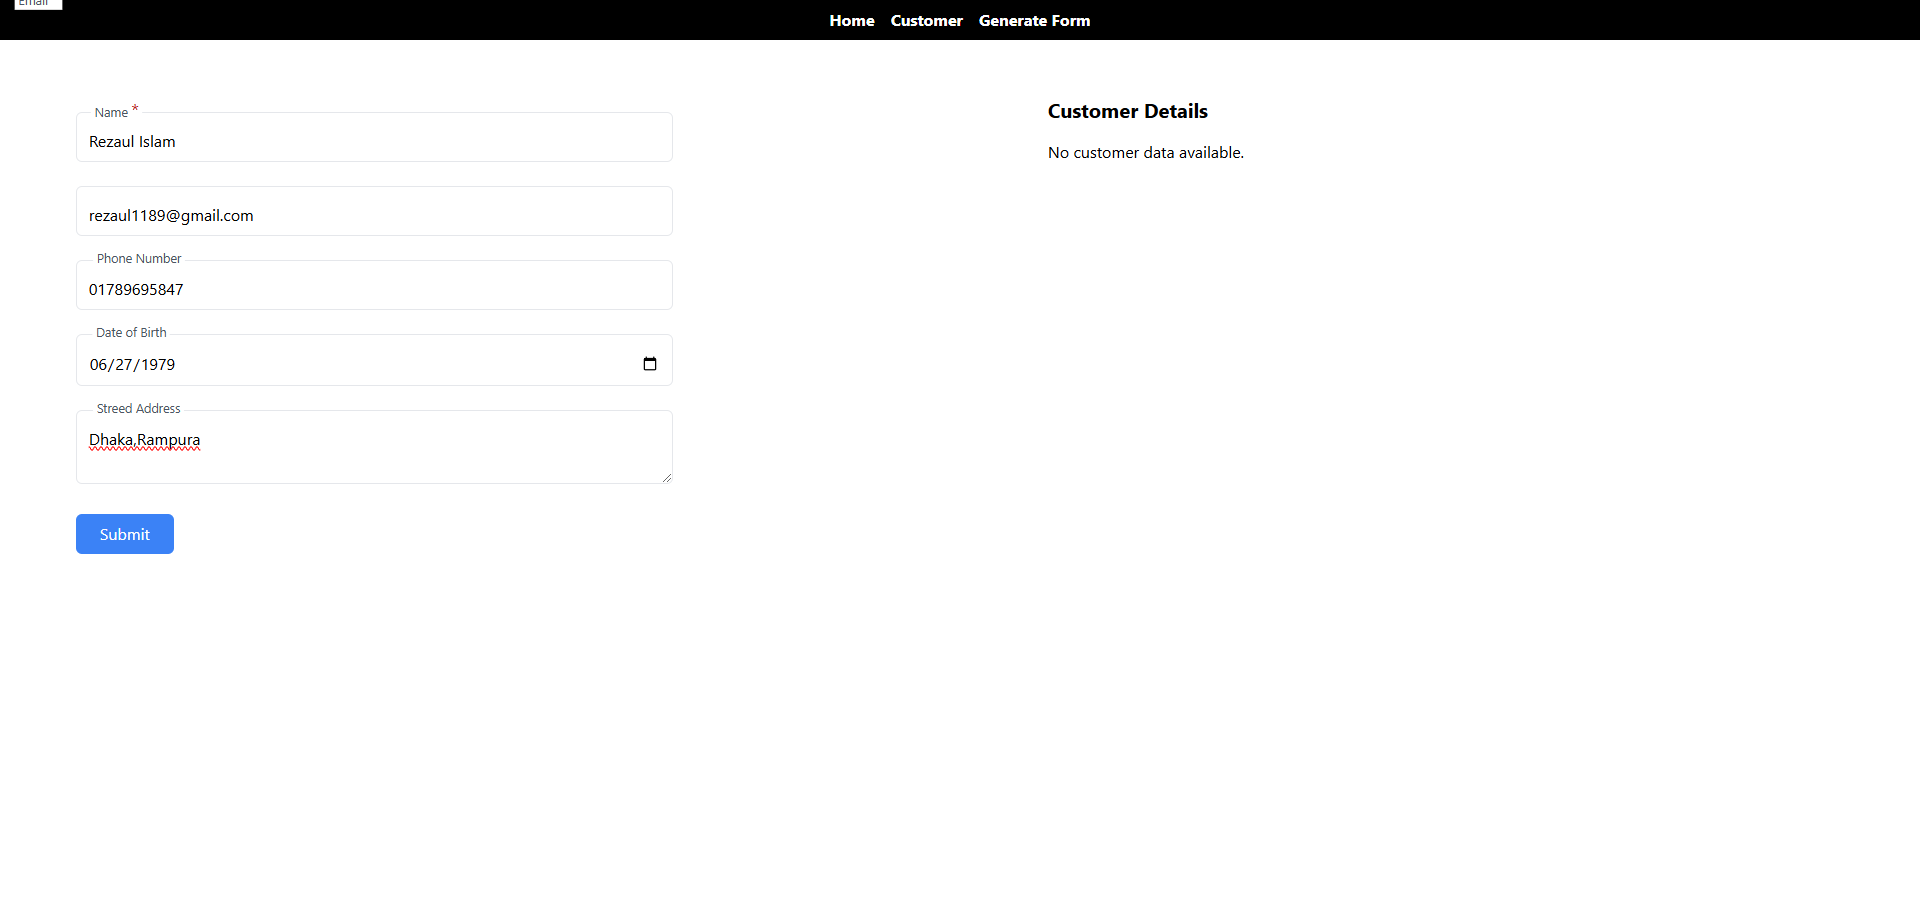 Email
Home Customer Generate Form
Name *
Rezaul Islam
rezaul1189@gmail.com
Phone Number
01789695847
Date of Birth
06/27/1979
Streed Address
Dhaka,Rampura
Submit
Customer Details
No customer data available.